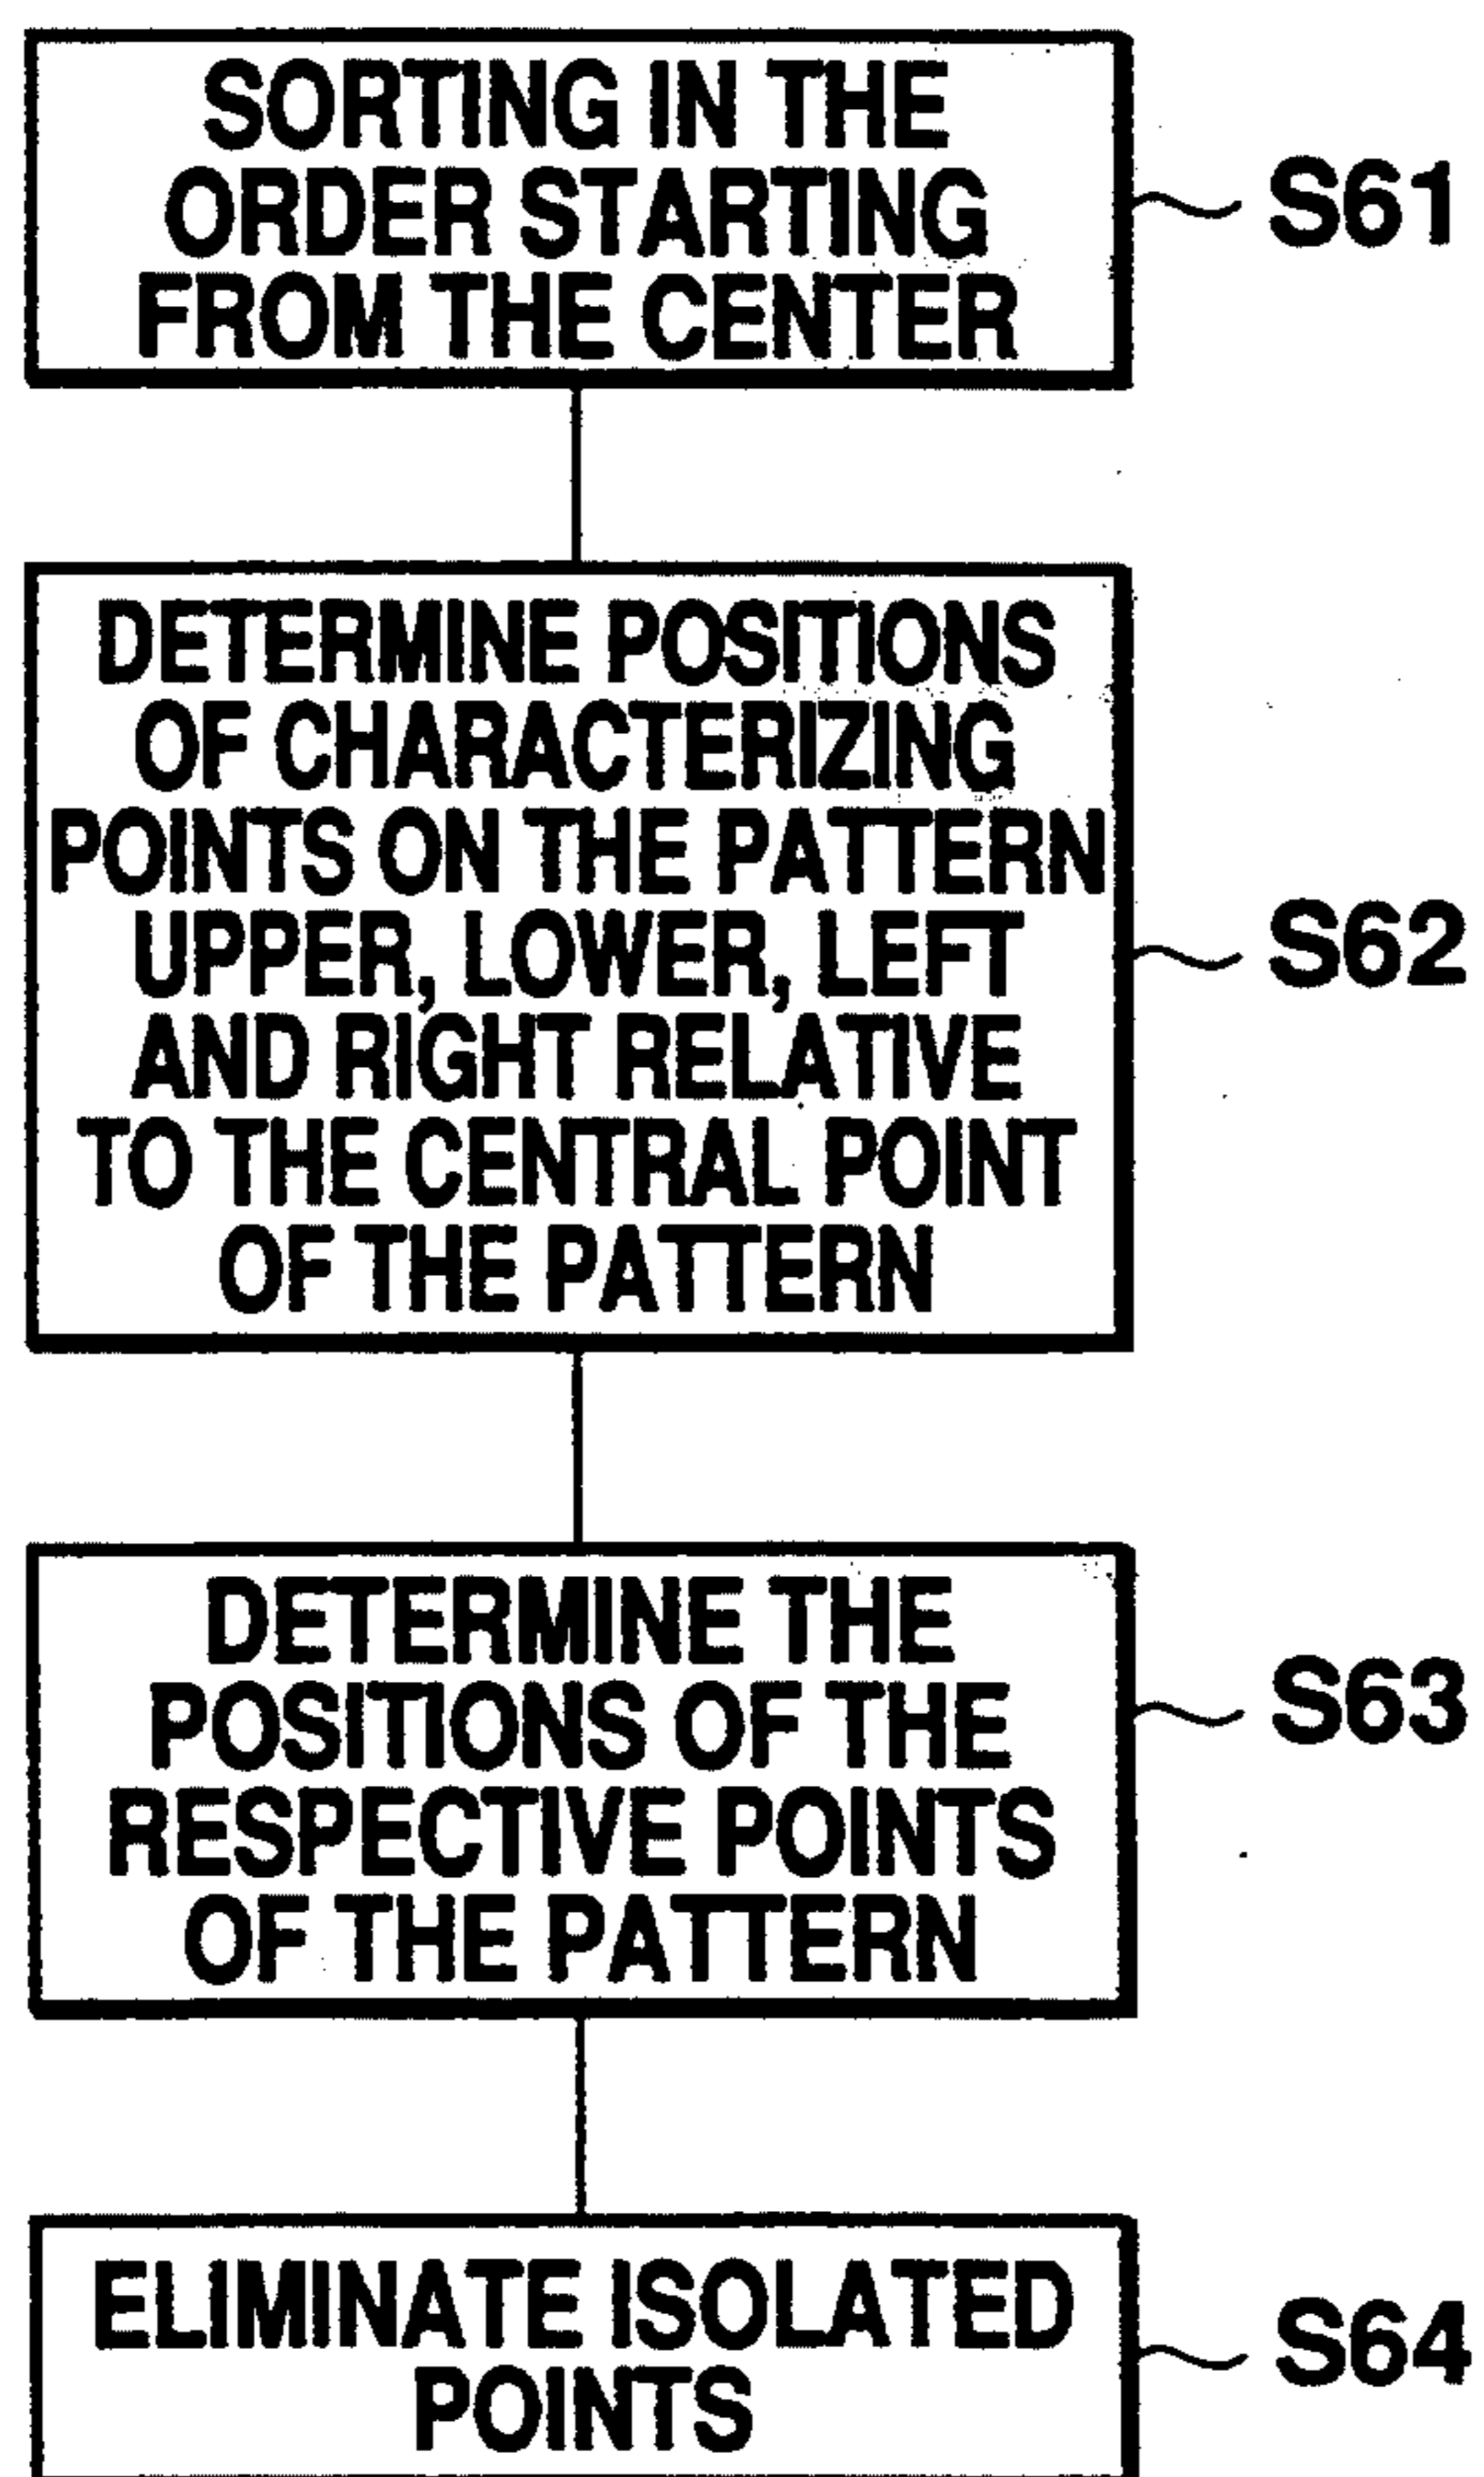 SORTING IN THE
ORDER STARTING
FROM THE CENTER
S61
DETERMINE POSITIONS
OF CHARACTERIZING
POINTS ON THE PATTERN
UPPER, LOWER, LEFT
AND RIGHT RELATIVE
TO THE CENTRAL POINT
OF THE PATTERN
S62
DETERMINE THE
POSITIONS OF THE
RESPECTIVE POINTS
OF THE PATTERN
S63
ELIMINATE ISOLATED
POINTS
S64